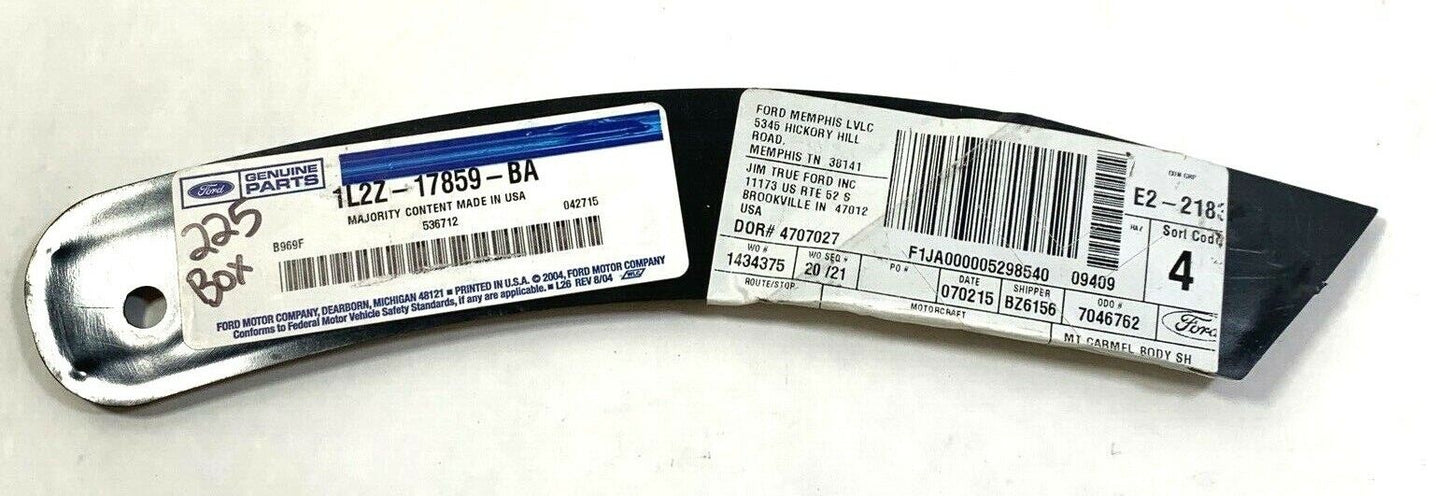 Ford
GENUINE
PARTS
1L2Z-17859-BA
MAJORITY CONTENT MADE IN USA
536712
042715
B969F
225
Box
FORD MOTOR COMPANY, DEARBORN, MICHIGAN 48121 ■ PRINTED IN U.S.A. © 2004, FORD MOTOR COMPANY
Conforms to Federal Motor Vehicle Safety Standards, if any are applicable. ■ L26 REV 8/04
FORD MEMPHIS LVLC
5345 HICKORY HILL
ROAD.
MEMPHIS TN 38141
JIM TRUE FORD INC
11173 US RTE 52 S
BROOKVILLE IN 47012
USA
DOR# 4707027
F1JA000005298540 09409
E2-2183
HAZ
Sort Code
4
WO #
1434375
WO SEQ #
20/21
PO #
DATE
070215
SHIPPER
BZ6156
ODO #
7046762
ROUTE/STOP
MOTORCRAFT
Ford
MT CARMEL BODY SH